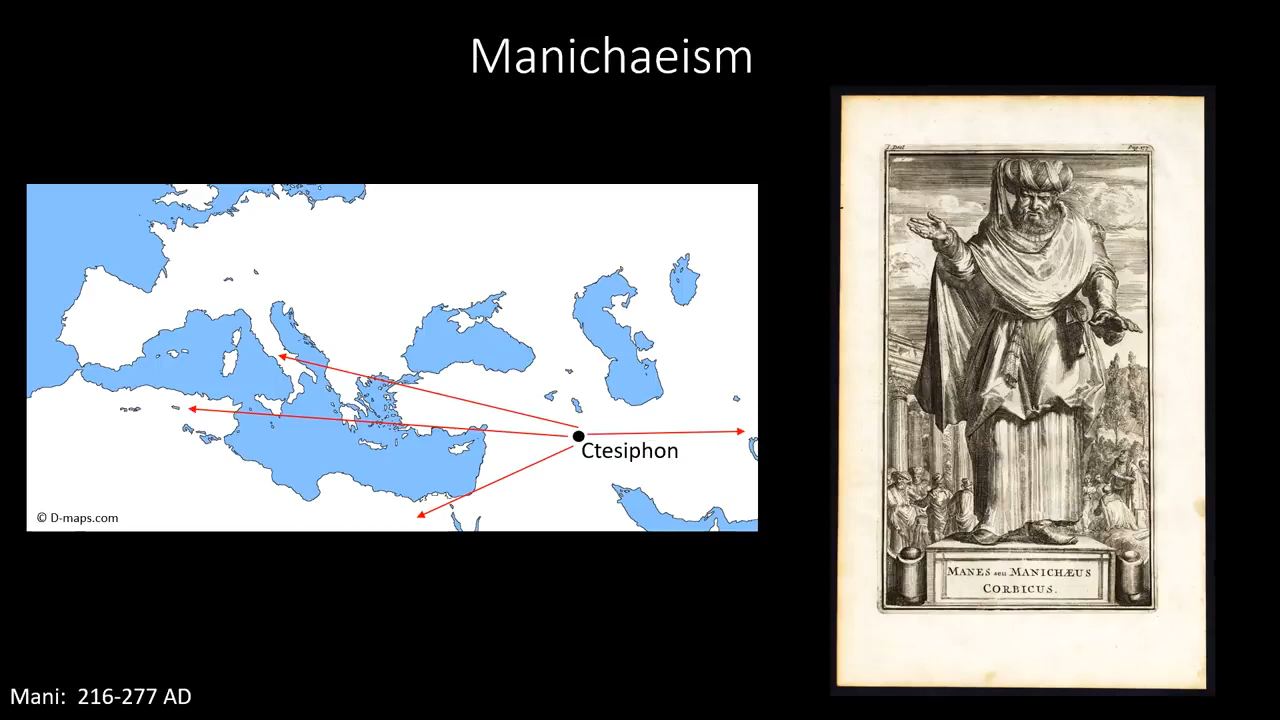 Manichaeism
Ctesiphon
© D-maps.com
MANES seu MANICHÆUS
CORBICUS.
Mani: 216-277 AD